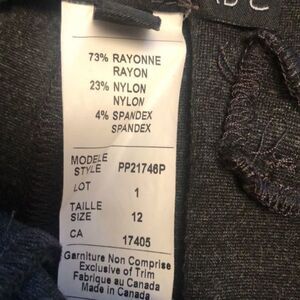 73% RAYONNE
RAYON
23% NYLON
NYLON
4% SPANDEX
SPANDEX
MODELE
STYLE PP21746P
LOT 1
TAILLE
SIZE 12
CA 17405
Garniture Non Comprise
Exclusive of Trim
Fabrique au Canada
Made in Canada